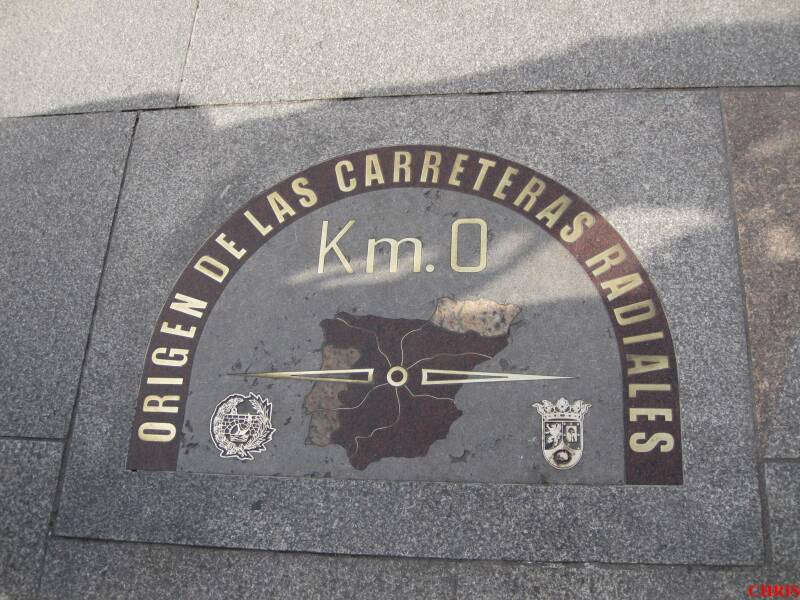 ORIGEN DE LAS CARRETERAS RADIALES
Km. 0
CHRIS